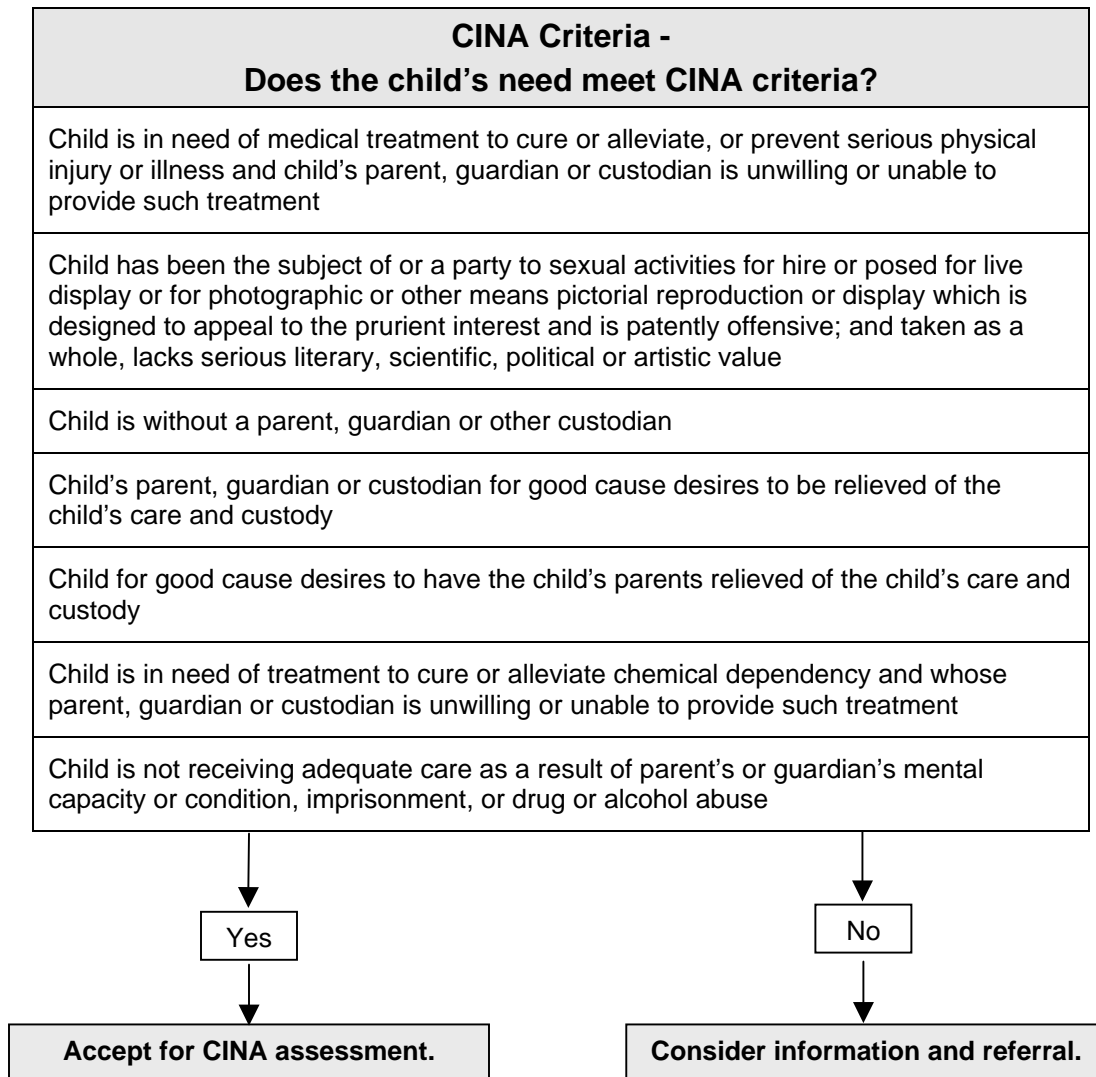 CINA Criteria -
Does the child’s need meet CINA criteria?
Child is in need of medical treatment to cure or alleviate, or prevent serious physical
injury or illness and child’s parent, guardian or custodian is unwilling or unable to
provide such treatment
Child has been the subject of or a party to sexual activities for hire or posed for live
display or for photographic or other means pictorial reproduction or display which is
designed to appeal to the prurient interest and is patently offensive; and taken as a
whole, lacks serious literary, scientific, political or artistic value
Child is without a parent, guardian or other custodian
Child’s parent, guardian or custodian for good cause desires to be relieved of the
child’s care and custody
Child for good cause desires to have the child’s parents relieved of the child’s care and
custody
Child is in need of treatment to cure or alleviate chemical dependency and whose
parent, guardian or custodian is unwilling or unable to provide such treatment
Child is not receiving adequate care as a result of parent’s or guardian’s mental
capacity or condition, imprisonment, or drug or alcohol abuse
Yes
No
Accept for CINA assessment.
Consider information and referral.